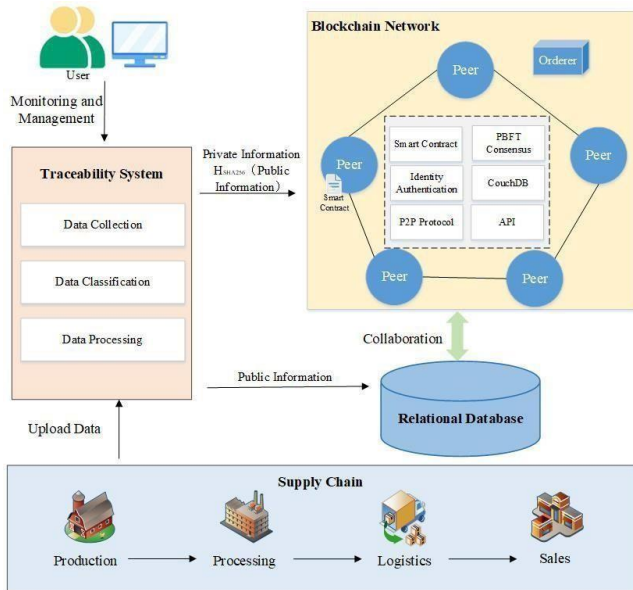 Blockchain Network
User
Monitoring and
Management
Peer
Orderer
Traceability System
Data Collection
Data Classification
Data Processing
Private Information
HSHA256（Public
Information）
Peer
Smart
Contract
Peer
Smart Contract
PBFT
Consensus
Identity
Authentication
CouchDB
P2P Protocol
API
Peer
Peer
Collaboration
Public Information
Relational Database
Upload Data
Supply Chain
Production
Processing
Logistics
Sales